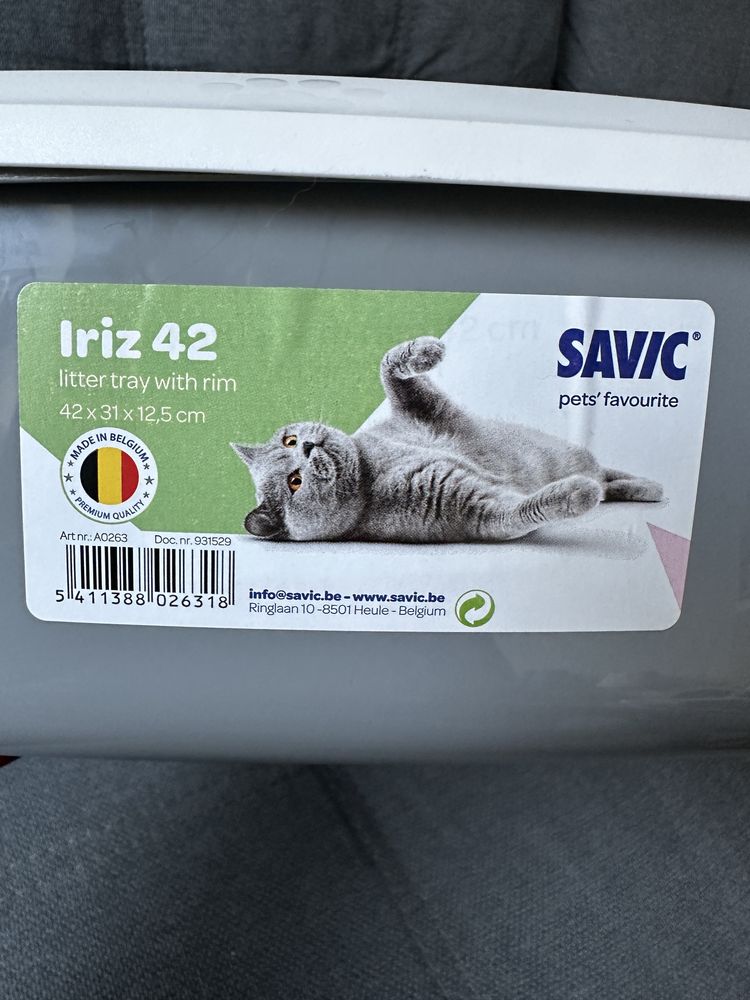 Iriz 42
litter tray with rim
42 x 31 x 12,5 cm
SAVIC®
pets' favourite
MADE IN BELGIUM
PREMIUM QUALITY
Art nr.: A0263 Doc. nr. 931529
5 411388 026318
info@savic.be - www.savic.be
Ringlaan 10 -8501 Heule - Belgium